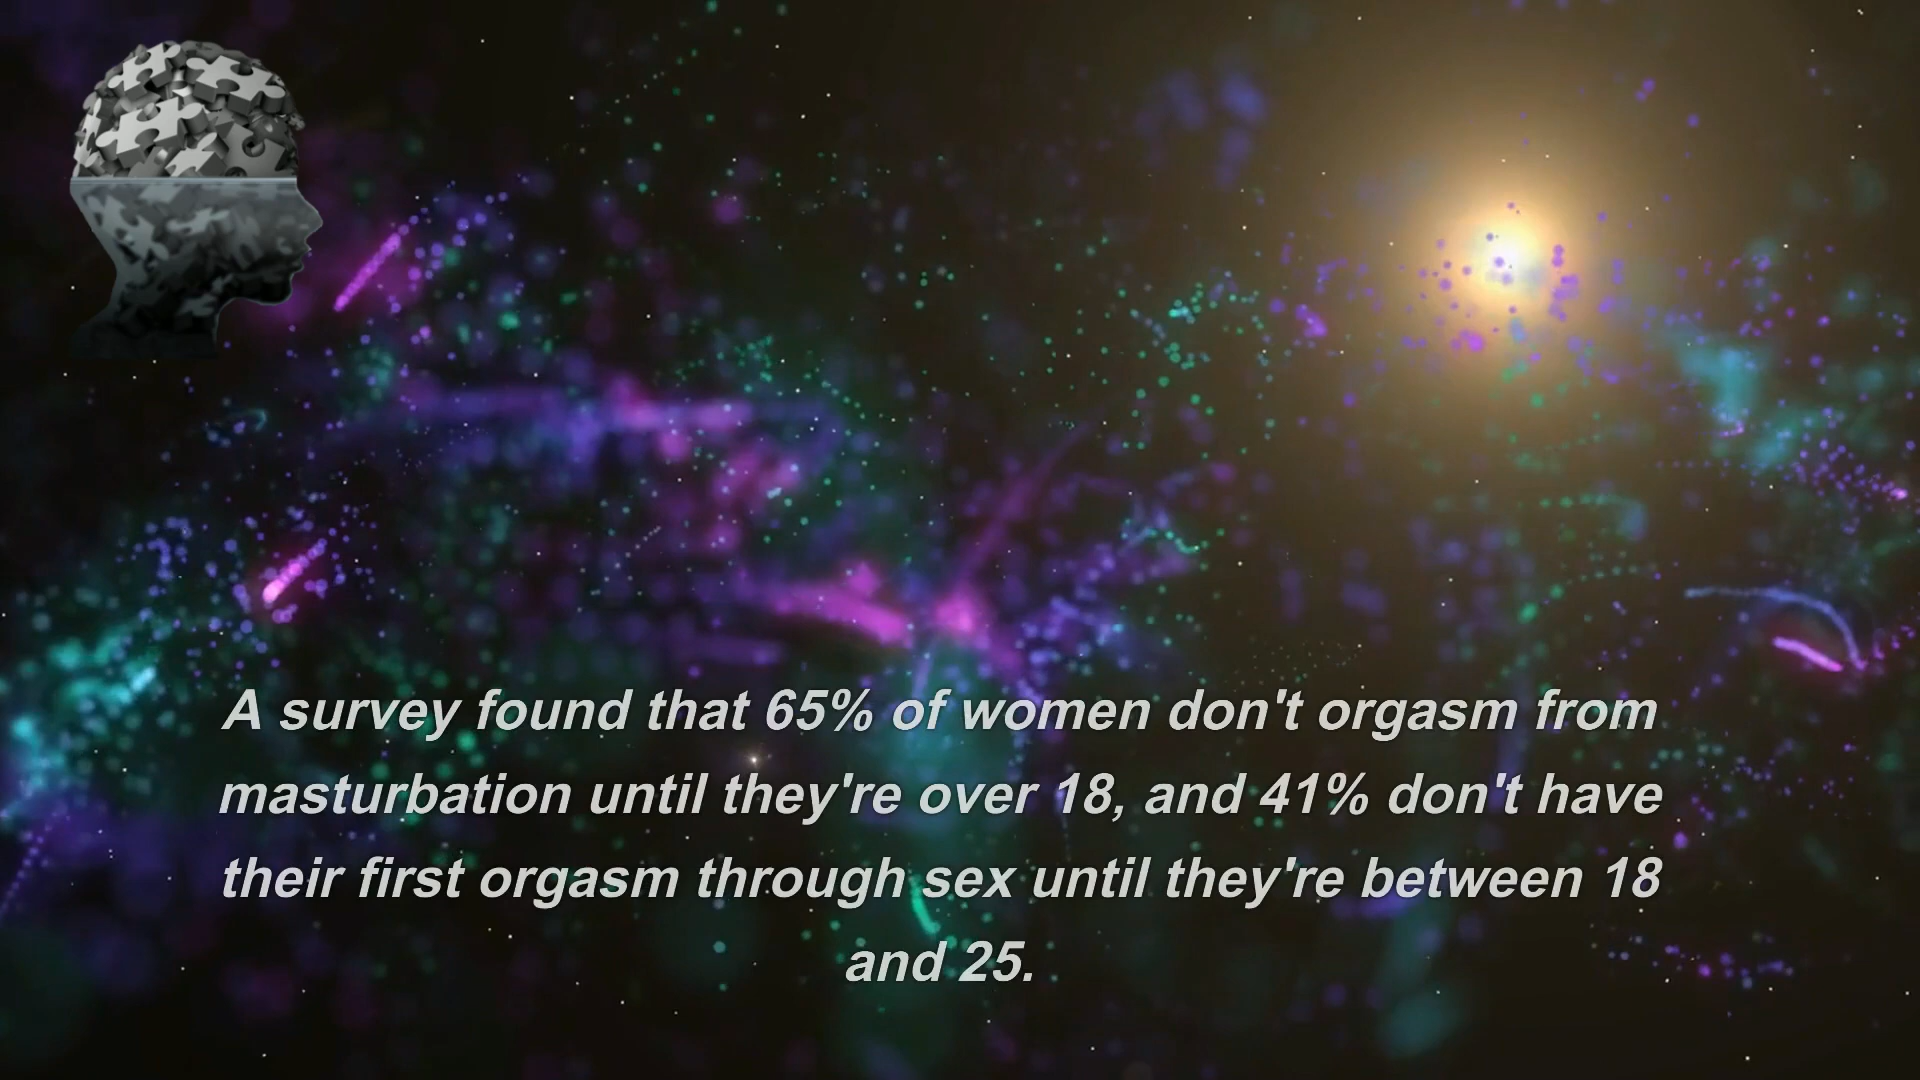 A survey found that 65% of women don't orgasm from
masturbation until they're over 18, and 41% don't have
their first orgasm through sex until they're between 18
and 25.